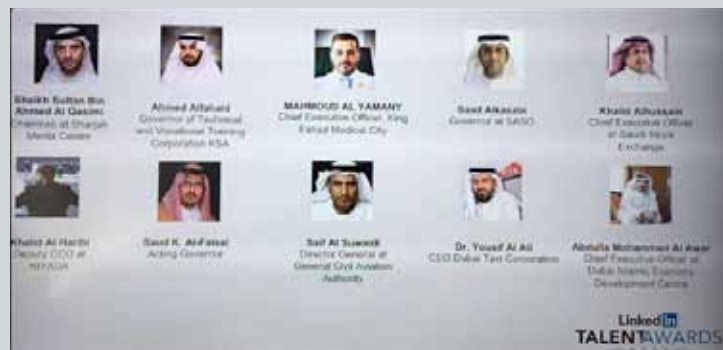 Sheikh Sultan Bin
Ahmed Al Qasimi
Chairman at Sharjah
Media Centre
Ahmed Alfahaid
Governor of Technical
and Vocational Training
Corporation KSA
MAHMOUD AL YAMANY
Chief Executive Officer, King
Fahad Medical City
Saad Alkasabi
Governor at SASO
Khalid Alhussain
Chief Executive Officer
at Saudi Stock
Exchange
Khalid Al Harthi
Deputy CCO at
Saud K. Al-Faisal
Acting Governor
Saif Al Suwaidi
Director General at
General Civil Aviation
Authority
Dr. Yousif Al Ali
CEO Dubai Taxi Corporation
Abdulla Mohammed Al Awar
Chief Executive Officer at
Dubai Islamic Economy
Development Centre
Linked in
TALENT AWARDS